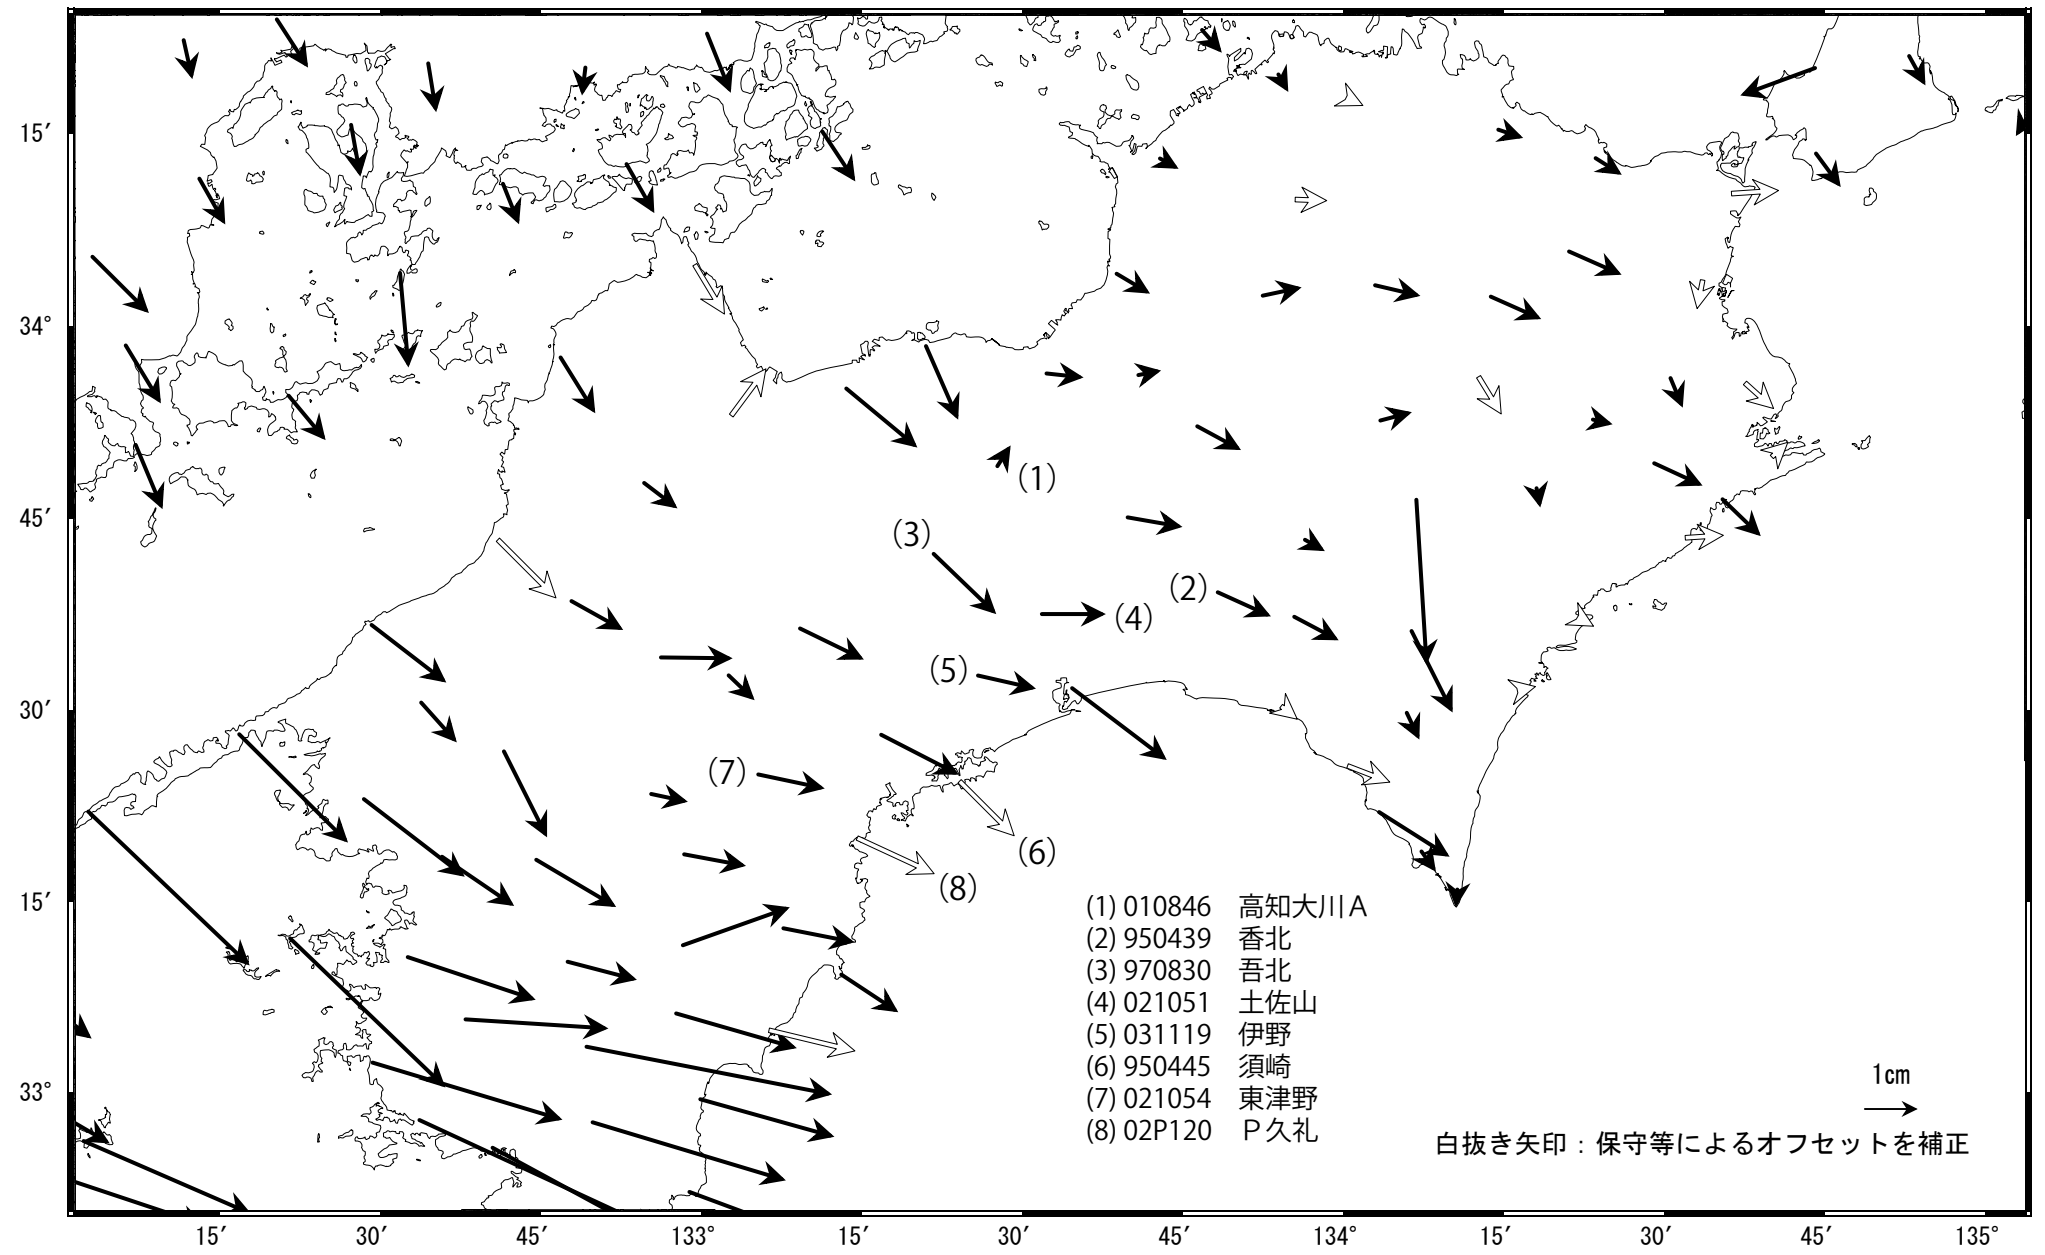 15′
34°
45′
30′
15′
33°
(1)
(3)
(2)
(4)
(5)
(7)
(6)
(8)
(1) 010846 高知大川Ａ
(2) 950439 香北
(3) 970830 吾北
(4) 021051 土佐山
(5) 031119 伊野
(6) 950445 須崎
(7) 021054 東津野
(8) 02P120 Ｐ久礼
1cm
白抜き矢印：保守等によるオフセットを補正
15′ 30′ 45′ 133° 15′ 30′ 45′ 134° 15′ 30′ 45′ 135°